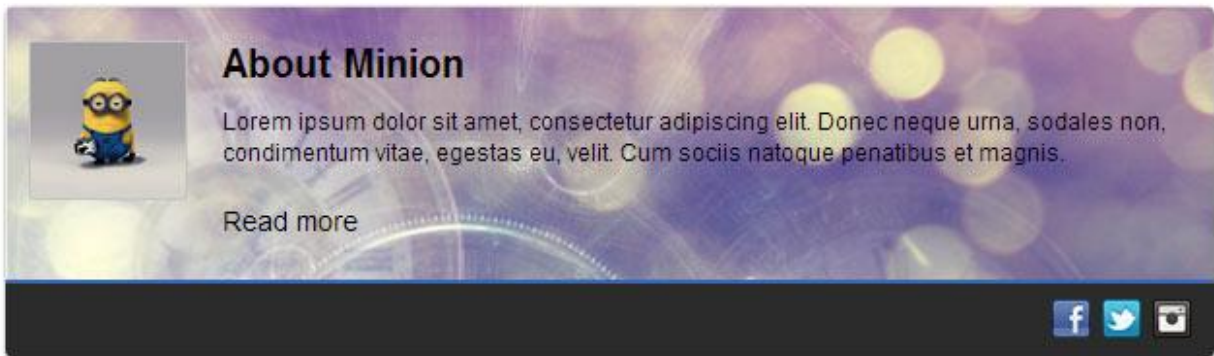 About Minion
Lorem ipsum dolor sit amet, consectetur adipiscing elit. Donec neque urna, sodales non,
condimentum vitae, egestas eu, velit. Cum sociis natoque penatibus et magnis.
Read more